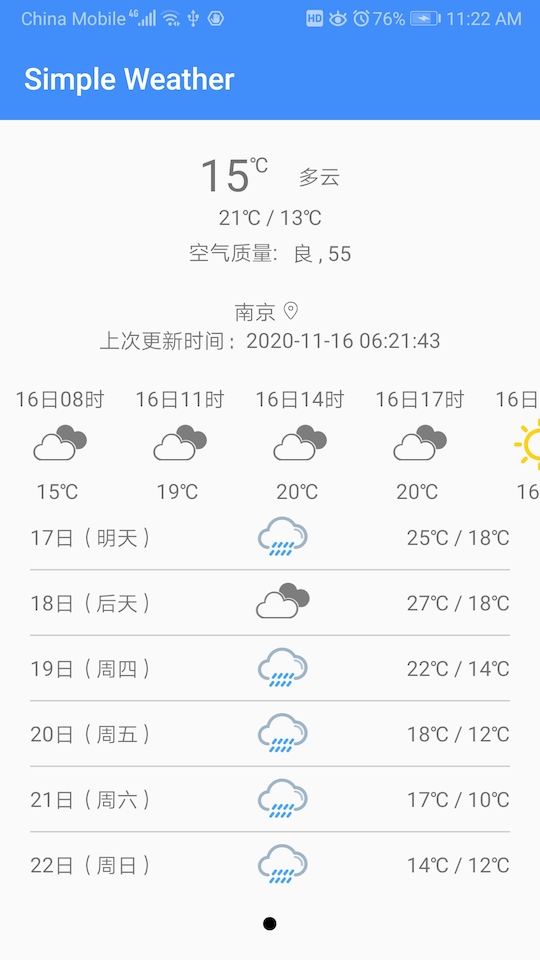 China Mobile 4G HD 76% 11:22 AM
Simple Weather
15℃ 多云
21℃ / 13℃
空气质量: 良 , 55
南京
上次更新时间： 2020-11-16 06:21:43
16日08时 16日11时 16日14时 16日17时 16日
15℃ 19℃ 20℃ 20℃ 16
17日（明天） 25℃ / 18℃
18日（后天） 27℃ / 18℃
19日（周四） 22℃ / 14℃
20日（周五） 18℃ / 12℃
21日（周六） 17℃ / 10℃
22日（周日） 14℃ / 12℃